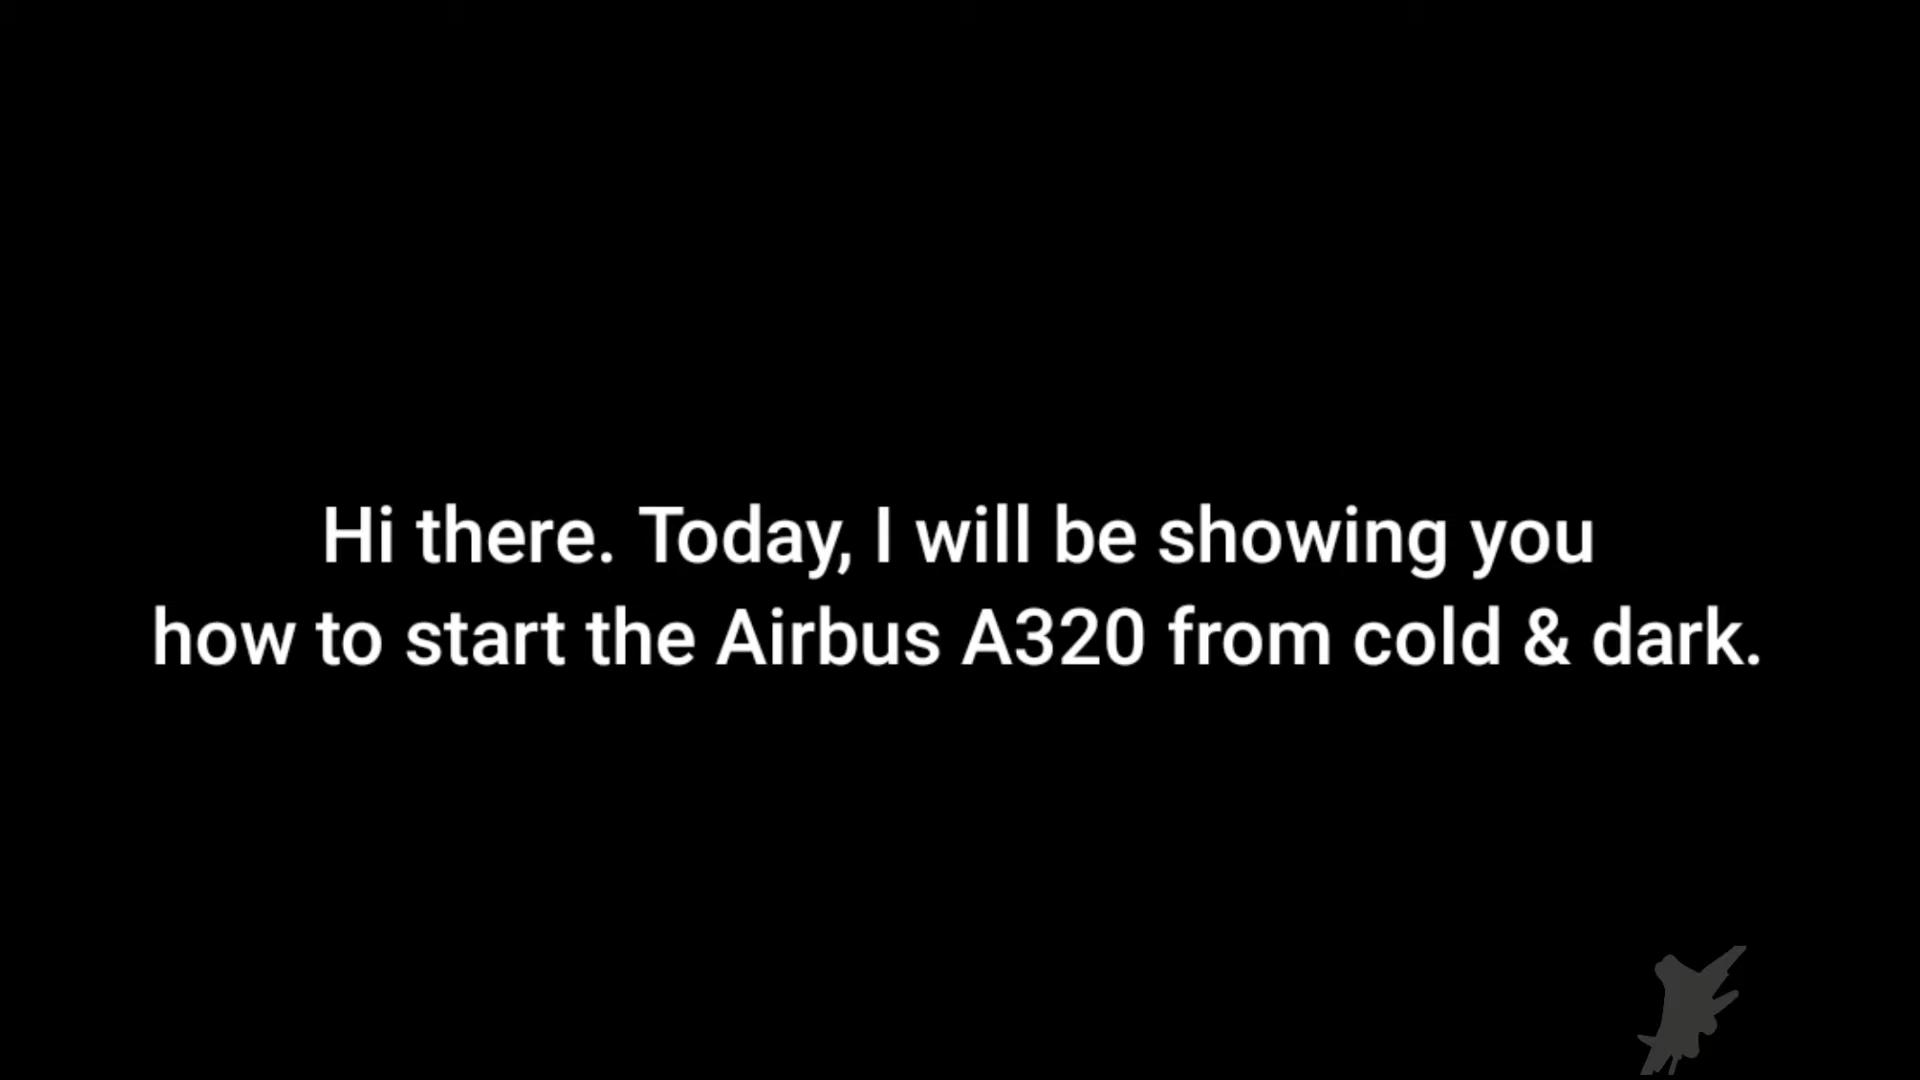 Hi there. Today, I will be showing you
how to start the Airbus A320 from cold & dark.